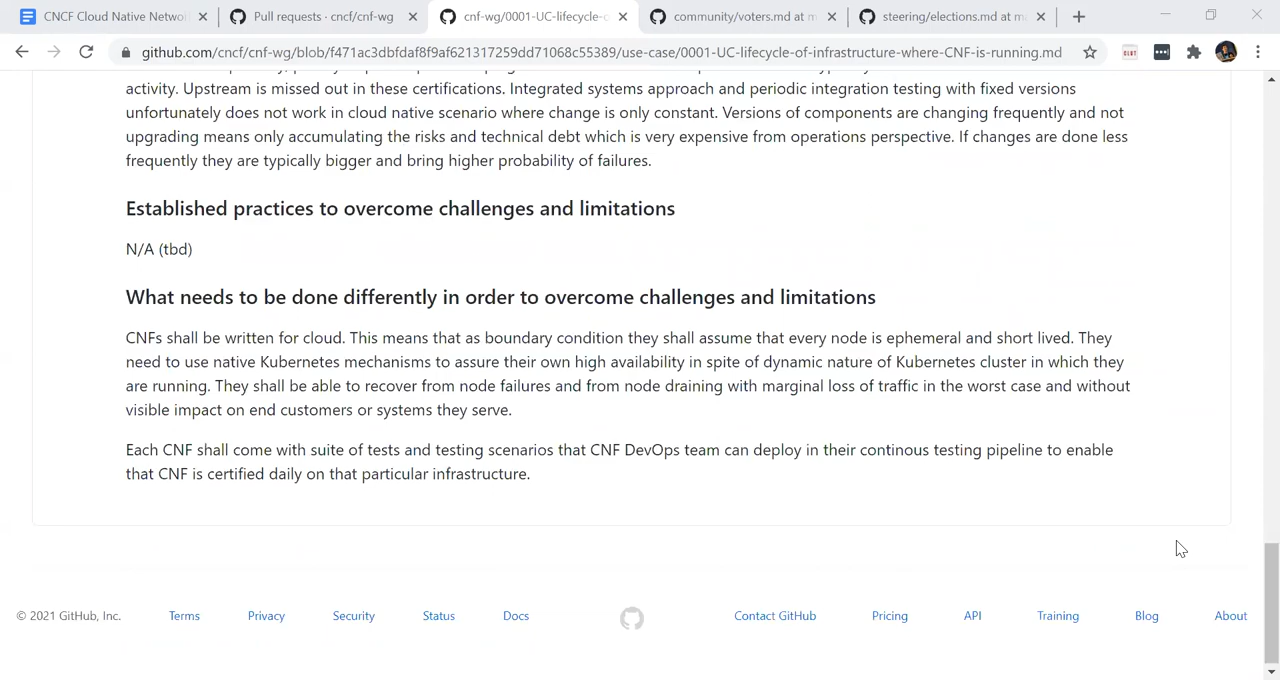 CNCF Cloud Native Netwo
Pull requests · cncf/cnf-wg
cnf-wg/0001-UC-lifecycle-o
community/voters.md at m
steering/elections.md at ma
github.com/cncf/cnf-wg/blob/f471ac3dbfdaf8f9af621317259dd71068c55389/use-case/0001-UC-lifecycle-of-infrastructure-where-CNF-is-running.md
activity. Upstream is missed out in these certifications. Integrated systems approach and periodic integration testing with fixed versions
unfortunately does not work in cloud native scenario where change is only constant. Versions of components are changing frequently and not
upgrading means only accumulating the risks and technical debt which is very expensive from operations perspective. If changes are done less
frequently they are typically bigger and bring higher probability of failures.
Established practices to overcome challenges and limitations
N/A (tbd)
What needs to be done differently in order to overcome challenges and limitations
CNFs shall be written for cloud. This means that as boundary condition they shall assume that every node is ephemeral and short lived. They
need to use native Kubernetes mechanisms to assure their own high availability in spite of dynamic nature of Kubernetes cluster in which they
are running. They shall be able to recover from node failures and from node draining with marginal loss of traffic in the worst case and without
visible impact on end customers or systems they serve.
Each CNF shall come with suite of tests and testing scenarios that CNF DevOps team can deploy in their continous testing pipeline to enable
that CNF is certified daily on that particular infrastructure.
© 2021 GitHub, Inc.
Terms
Privacy
Security
Status
Docs
Contact GitHub
Pricing
API
Training
Blog
About